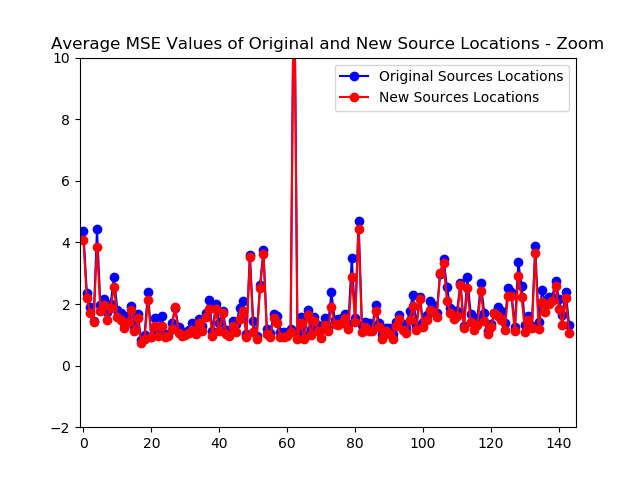 Average MSE Values of Original and New Source Locations - Zoom
Original Sources Locations
New Sources Locations
10
8
6
4
2
0
−2
0 20 40 60 80 100 120 140